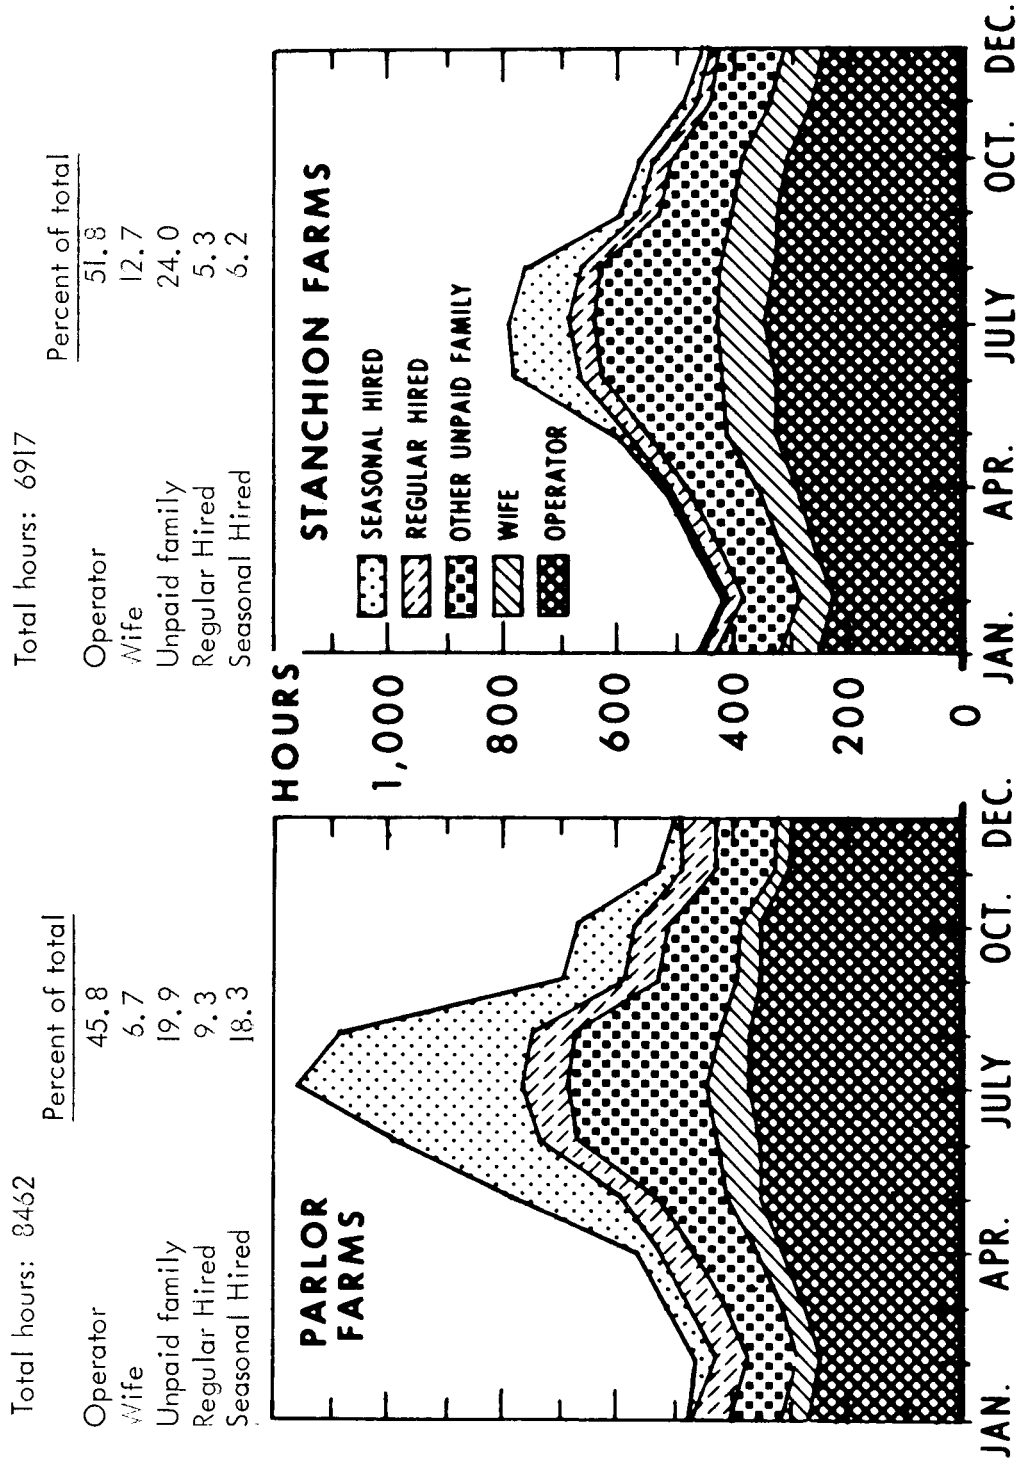 Total hours: 8462
Percent of total
Operator 45.8
Wife 6.7
Unpaid family 19.9
Regular Hired 9.3
Seasonal Hired 18.3
Total hours: 6917
Percent of total
Operator 51.8
Wife 12.7
Unpaid family 24.0
Regular Hired 5.3
Seasonal Hired 6.2
PARLOR
FARMS
HOURS
1,000
800
600
400
200
0
STANCHION FARMS
SEASONAL HIRED
REGULAR HIRED
OTHER UNPAID FAMILY
WIFE
OPERATOR
JAN. APR. JULY OCT. DEC.
JAN. APR. JULY OCT. DEC.